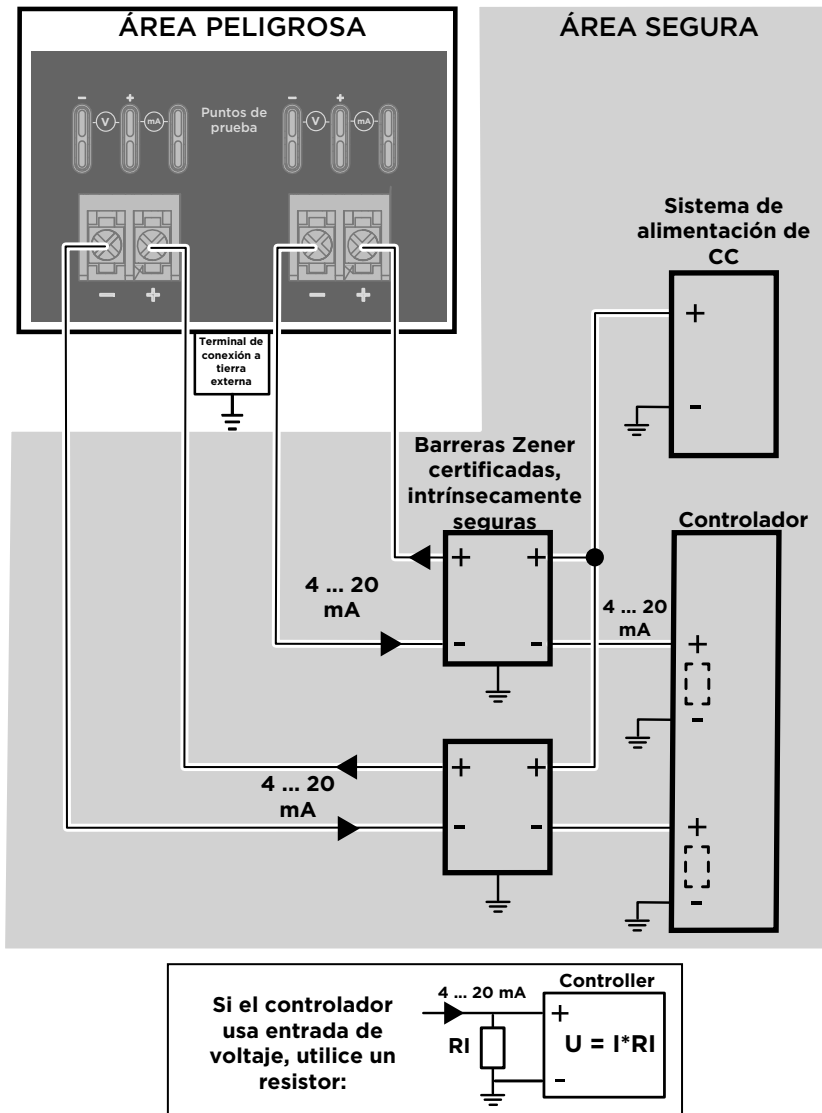 ÁREA PELIGROSA
ÁREA SEGURA
- +
V mA
Puntos de
prueba
- +
V mA
- +
- +
Terminal de
conexión a
tierra
externa
Sistema de
alimentación de
CC
+
-
Barreras Zener
certificadas,
intrínsecamente
seguras
Controlador
+ +
4 ... 20
mA
4 ... 20
mA
- -
+
-
+ +
4 ... 20
mA
- -
+
-
Si el controlador
usa entrada de
voltaje, utilice un
resistor:
4 ... 20 mA
Controller
+
RI
U = I*RI
-